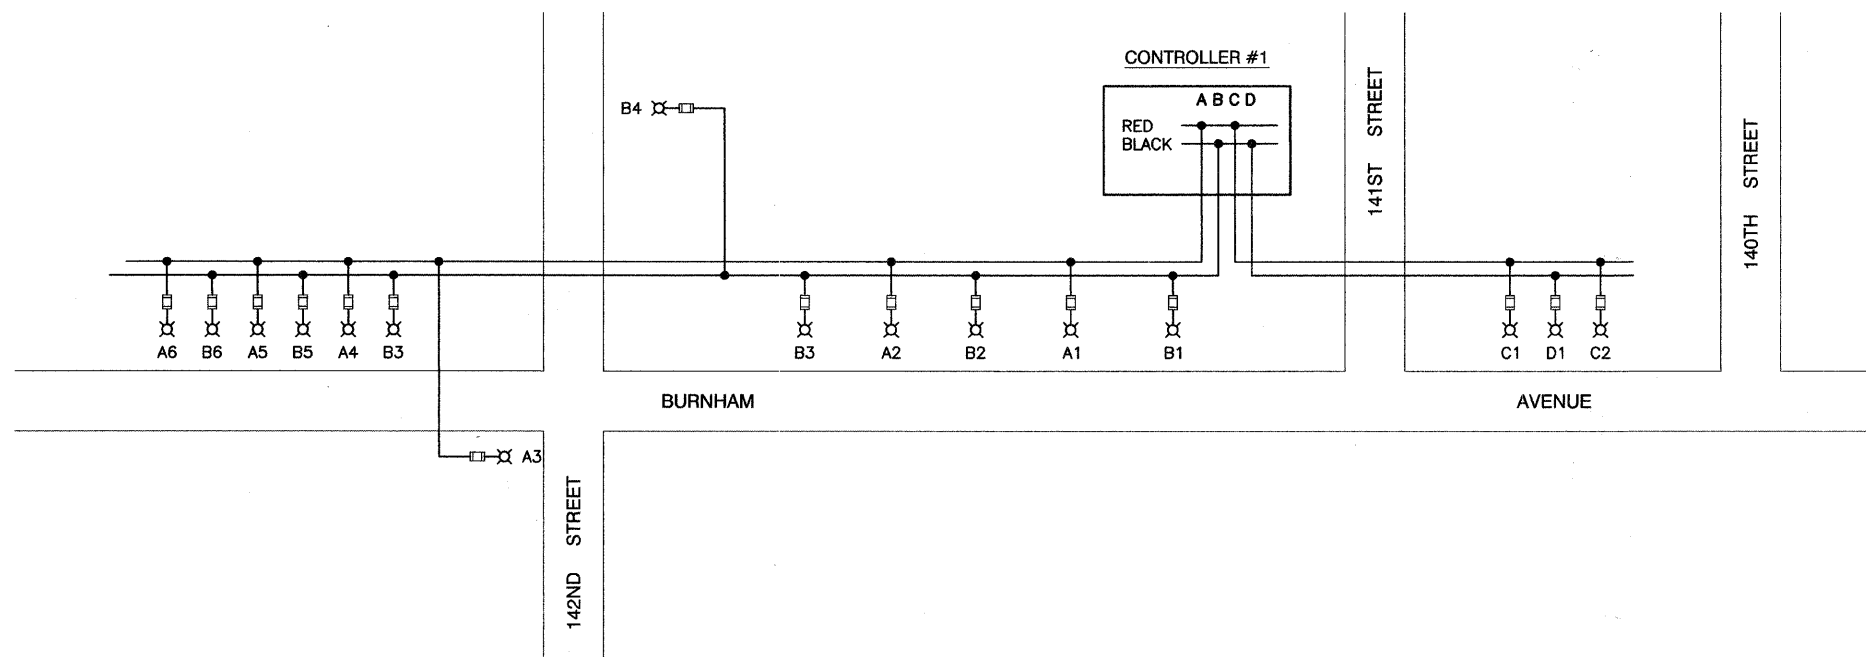 CONTROLLER #1
A B C D
RED
BLACK
B4
141ST STREET
140TH STREET
A6 B6 A5 B5 A4 B3
B3 A2 B2 A1 B1
C1 D1 C2
BURNHAM AVENUE
A3
142ND STREET